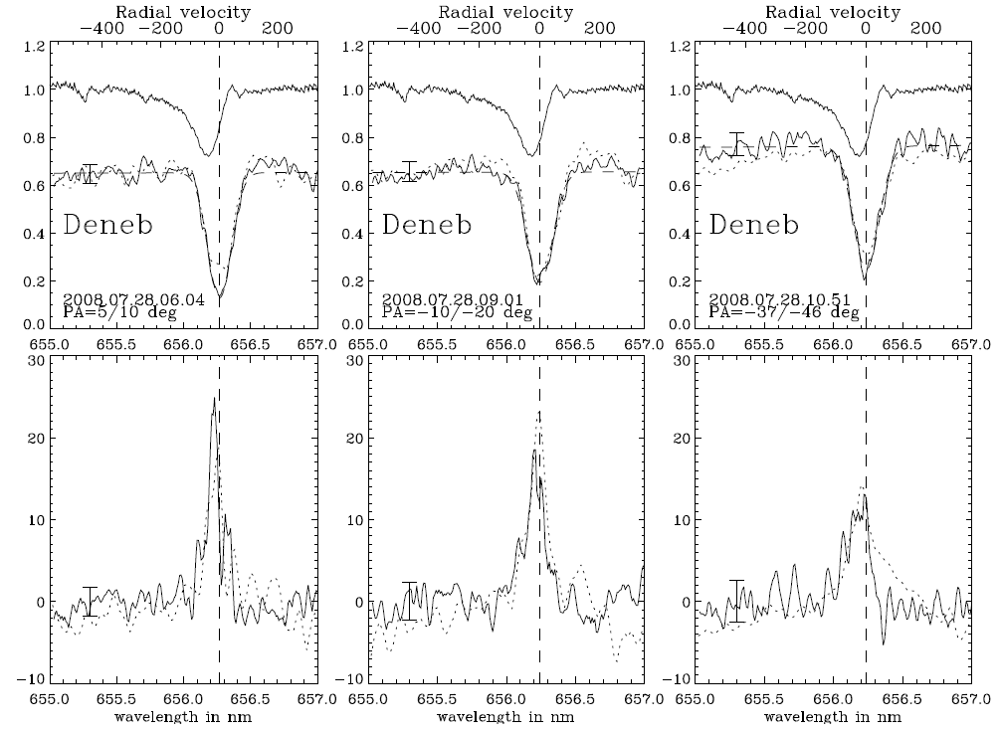 Radial velocity Radial velocity Radial velocity
−400 −200 0 200 −400 −200 0 200 −400 −200 0 200
1.2 1.2 1.2
1.0 1.0 1.0
0.8 0.8 0.8
0.6 0.6 0.6
0.4 Deneb 0.4 Deneb 0.4 Deneb
0.2 0.2 0.2
2008.07.28.06.04 2008.07.28.09.01 2008.07.28.10.51
PA=5/10 deg PA=−10/−20 deg PA=−37/−46 deg
0.0 0.0 0.0
655.0 655.5 656.0 656.5 657.0 655.0 655.5 656.0 656.5 657.0 655.0 655.5 656.0 656.5 657.0
30 30 30
20 20 20
10 10 10
0 0 0
−10 −10 −10
655.0 655.5 656.0 656.5 657.0 655.0 655.5 656.0 656.5 657.0 655.0 655.5 656.0 656.5 657.0
wavelength in nm wavelength in nm wavelength in nm